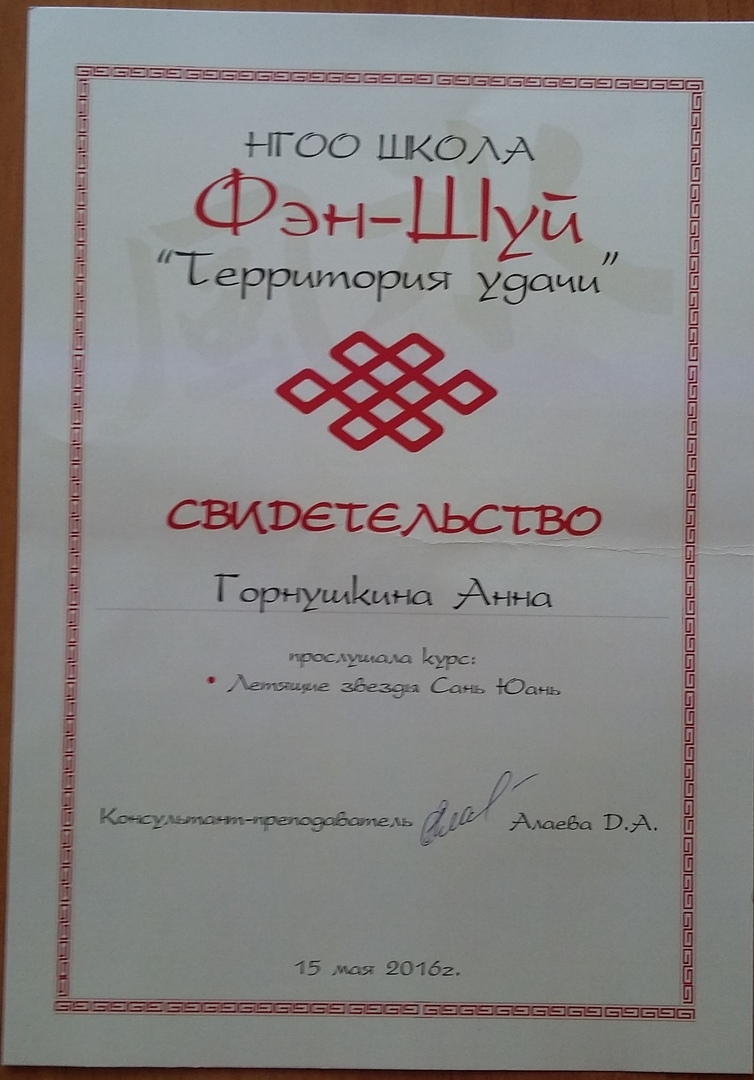 НГОО ШКОЛА
Фэн-Шуй
“Территория удачи”
СВИДЕТЕЛЬСТВО
Горнушкина Анна
прослушала курс:
• Летящие звезды Сань Юань
Консультант-преподаватель Алаева Д.А.
15 мая 2016г.